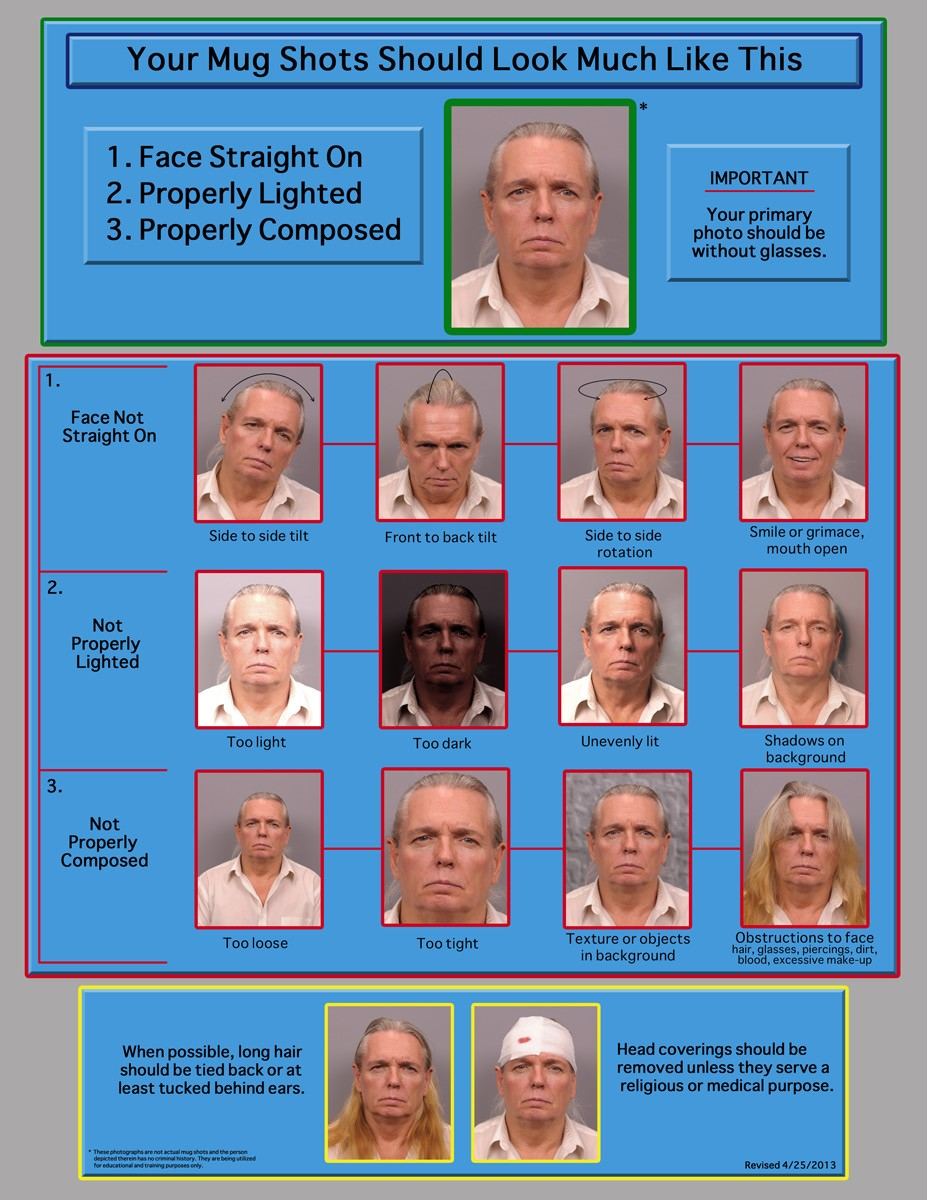 Your Mug Shots Should Look Much Like This
*
1. Face Straight On
2. Properly Lighted
3. Properly Composed
IMPORTANT
Your primary
photo should be
without glasses.
1.
Face Not
Straight On
Side to side tilt
Front to back tilt
Side to side
rotation
Smile or grimace,
mouth open
2.
Not
Properly
Lighted
Too light
Too dark
Unevenly lit
Shadows on
background
3.
Not
Properly
Composed
Too loose
Too tight
Texture or objects
in background
Obstructions to face
hair, glasses, piercings, dirt,
blood, excessive make-up
When possible, long hair
should be tied back or at
least tucked behind ears.
Head coverings should be
removed unless they serve a
religious or medical purpose.
* These photographs are not actual mug shots and the person
depicted therein has no criminal history. They are being utilized
for educational and training purposes only.
Revised 4/25/2013